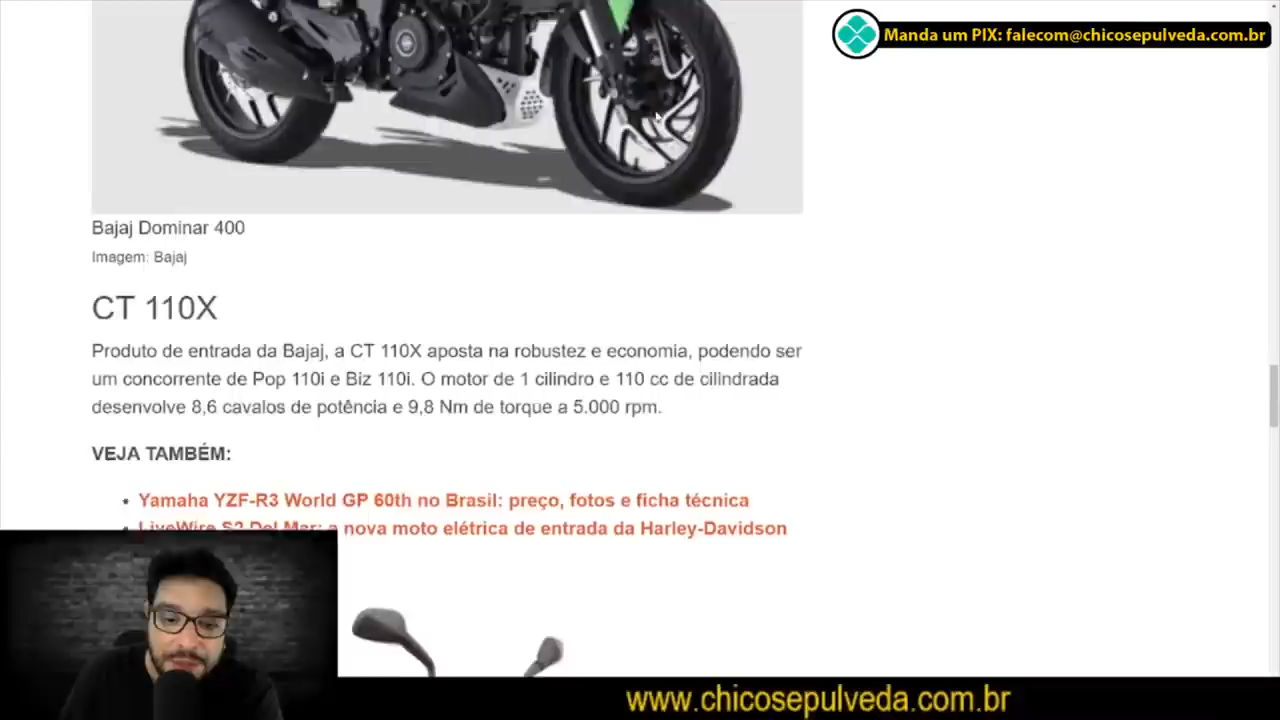 Manda um PIX: falecom@chicosepulveda.com.br
Bajaj Dominar 400
Imagem: Bajaj
CT 110X
Produto de entrada da Bajaj, a CT 110X aposta na robustez e economia, podendo ser
um concorrente de Pop 110i e Biz 110i. O motor de 1 cilindro e 110 cc de cilindrada
desenvolve 8,6 cavalos de potência e 9,8 Nm de torque a 5.000 rpm.
VEJA TAMBÉM:
• Yamaha YZF-R3 World GP 60th no Brasil: preço, fotos e ficha técnica
• LiveWire S2 Del Mar: a nova moto elétrica de entrada da Harley-Davidson
www.chicosepulveda.com.br